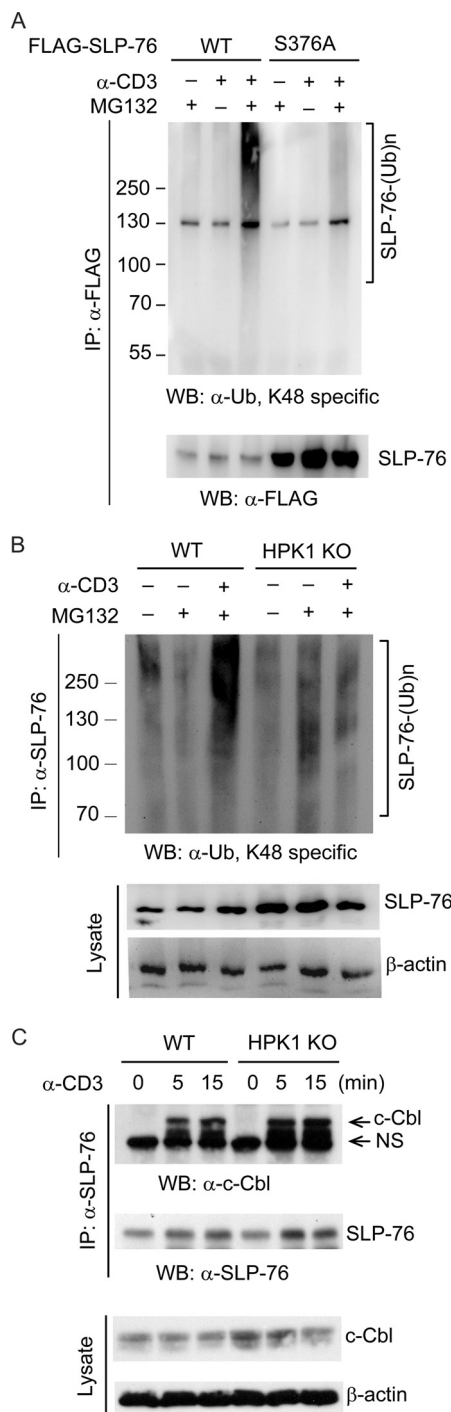 A
FLAG-SLP-76 WT S376A
α-CD3 – + + – + +
MG132 + – + + – +
IP: α-FLAG
250
130
100
70
55
SLP-76-(Ub)n
WB: α-Ub, K48 specific
SLP-76
WB: α-FLAG
B
WT HPK1 KO
α-CD3 – – + – – +
MG132 – + + – + +
IP: α-SLP-76
250
130
100
70
SLP-76-(Ub)n
WB: α-Ub, K48 specific
Lysate
SLP-76
β-actin
C
WT HPK1 KO
α-CD3 0 5 15 0 5 15 (min)
IP: α-SLP-76
c-Cbl
NS
WB: α-c-Cbl
SLP-76
WB: α-SLP-76
Lysate
c-Cbl
β-actin